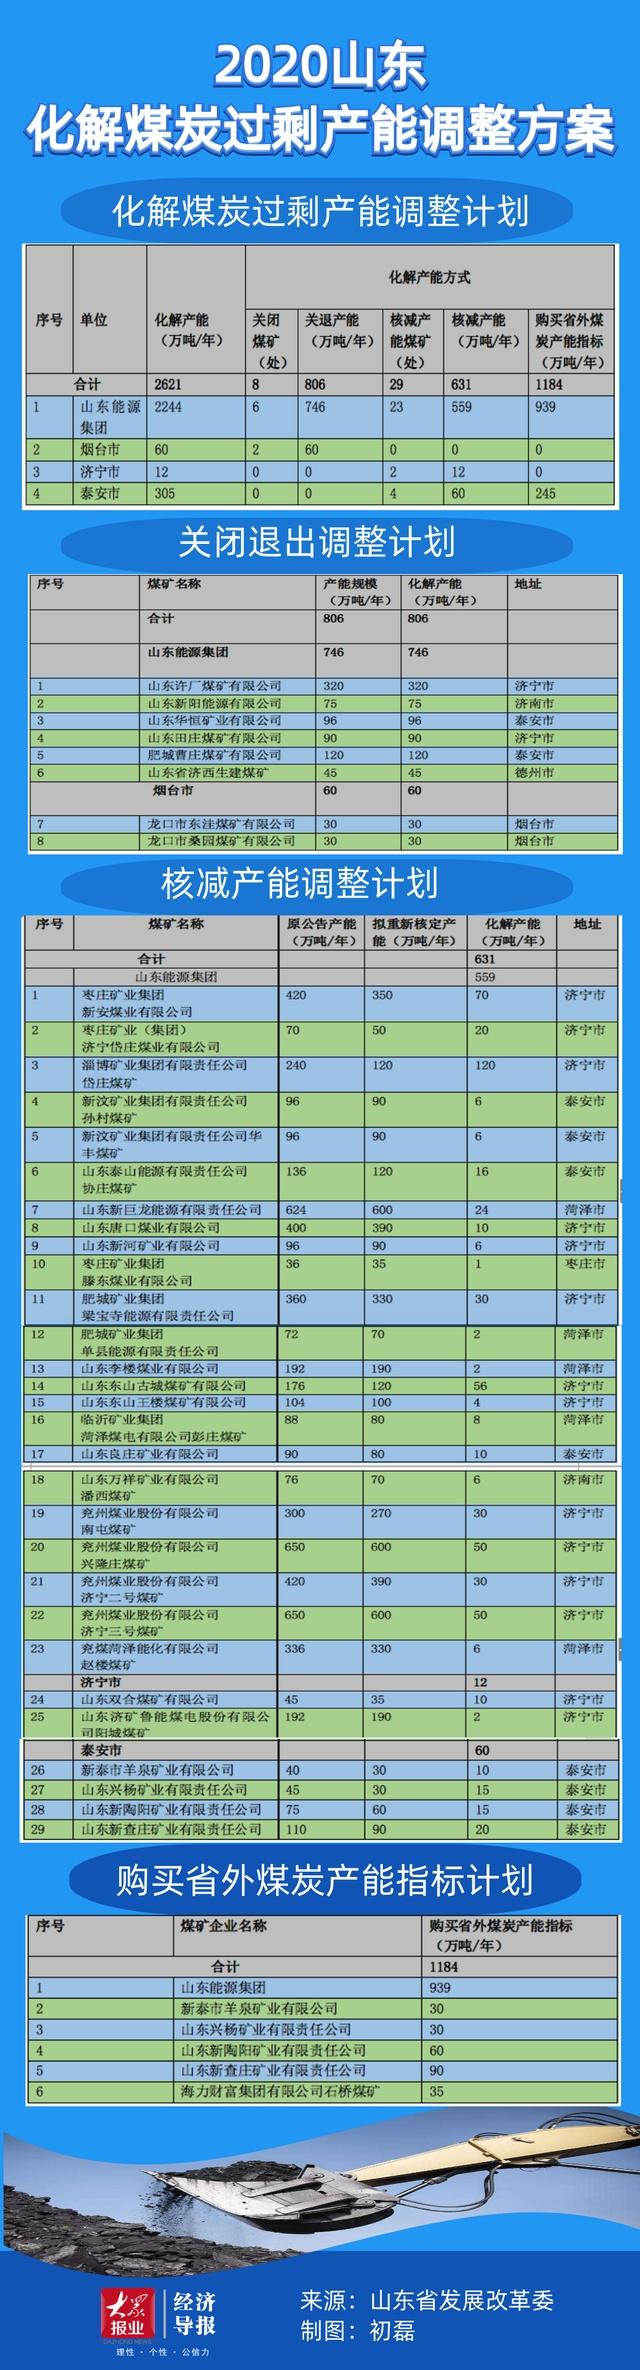 2020山东
化解煤炭过剩产能调整方案
化解煤炭过剩产能调整计划
序号 单位 化解产能（万吨/年） 化解产能方式
关闭煤矿（处） 关退产能（万吨/年） 核减产能煤矿（处） 核减产能（万吨/年） 购买省外煤炭产能指标（万吨/年）
合计 2621 8 806 29 631 1184
1 山东能源集团 2244 6 746 23 559 939
2 烟台市 60 2 60 0 0 0
3 济宁市 12 0 0 2 12 0
4 泰安市 305 0 0 4 60 245
关闭退出调整计划
序号 煤矿名称 产能规模（万吨/年） 化解产能（万吨/年） 地址
合计 806 806
山东能源集团 746 746
1 山东许厂煤矿有限公司 320 320 济宁市
2 山东新阳能源有限公司 75 75 济南市
3 山东华恒矿业有限公司 96 96 泰安市
4 山东田庄煤矿有限公司 90 90 济宁市
5 肥城曹庄煤矿有限公司 120 120 泰安市
6 山东省济西生建煤矿 45 45 德州市
烟台市 60 60
7 龙口市东洼煤矿有限公司 30 30 烟台市
8 龙口市桑园煤矿有限公司 30 30 烟台市
核减产能调整计划
序号 煤矿名称 原公告产能（万吨/年） 拟重新核定产能（万吨/年） 化解产能（万吨/年） 地址
合计 631
山东能源集团 559
1 枣庄矿业集团新安煤业有限公司 420 350 70 济宁市
2 枣庄矿业（集团）济宁岱庄煤业有限公司 70 50 20 济宁市
3 淄博矿业集团有限责任公司岱庄煤矿 240 120 120 济宁市
4 新汶矿业集团有限责任公司孙村煤矿 96 90 6 泰安市
5 新汶矿业集团有限责任公司华丰煤矿 96 90 6 泰安市
6 山东泰山能源有限责任公司协庄煤矿 136 120 16 泰安市
7 山东新巨龙能源有限责任公司 624 600 24 菏泽市
8 山东唐口煤业有限公司 400 390 10 济宁市
9 山东新河矿业有限公司 96 90 6 济宁市
10 枣庄矿业集团滕东煤业有限公司 36 35 1 枣庄市
11 肥城矿业集团梁宝寺能源有限责任公司 360 330 30 济宁市
12 肥城矿业集团单县能源有限责任公司 72 70 2 菏泽市
13 山东李楼煤业有限公司 192 190 2 菏泽市
14 山东东山古城煤矿有限公司 176 120 56 济宁市
15 山东东山王楼煤矿有限公司 104 100 4 济宁市
16 临沂矿业集团菏泽煤电有限公司彭庄煤矿 88 80 8 菏泽市
17 山东良庄矿业有限公司 90 80 10 泰安市
18 山东万祥矿业有限公司潘西煤矿 76 70 6 济南市
19 兖州煤业股份有限公司南屯煤矿 300 270 30 济宁市
20 兖州煤业股份有限公司兴隆庄煤矿 650 600 50 济宁市
21 兖州煤业股份有限公司济宁二号煤矿 420 390 30 济宁市
22 兖州煤业股份有限公司济宁三号煤矿 650 600 50 济宁市
23 兖煤菏泽能化有限公司赵楼煤矿 336 330 6 菏泽市
济宁市 12
24 山东双合煤矿有限公司 45 35 10 济宁市
25 山东济矿鲁能煤电股份有限公司阳城煤矿 192 190 2 济宁市
泰安市 60
26 新泰市羊泉矿业有限公司 40 30 10 泰安市
27 山东兴杨矿业有限责任公司 45 30 15 泰安市
28 山东新陶阳矿业有限责任公司 75 60 15 泰安市
29 山东新查庄矿业有限责任公司 110 90 20 泰安市
购买省外煤炭产能指标计划
序号 煤矿企业名称 购买省外煤炭产能指标（万吨/年）
合计 1184
1 山东能源集团 939
2 新泰市羊泉矿业有限公司 30
3 山东兴杨矿业有限责任公司 30
4 山东新陶阳矿业有限责任公司 60
5 山东新查庄矿业有限责任公司 90
6 海力财富集团有限公司石桥煤矿 35
大众报业 经济导报
DAZHONG NEWS
理性 · 个性 · 公信力
来源：山东省发展改革委
制图：初磊